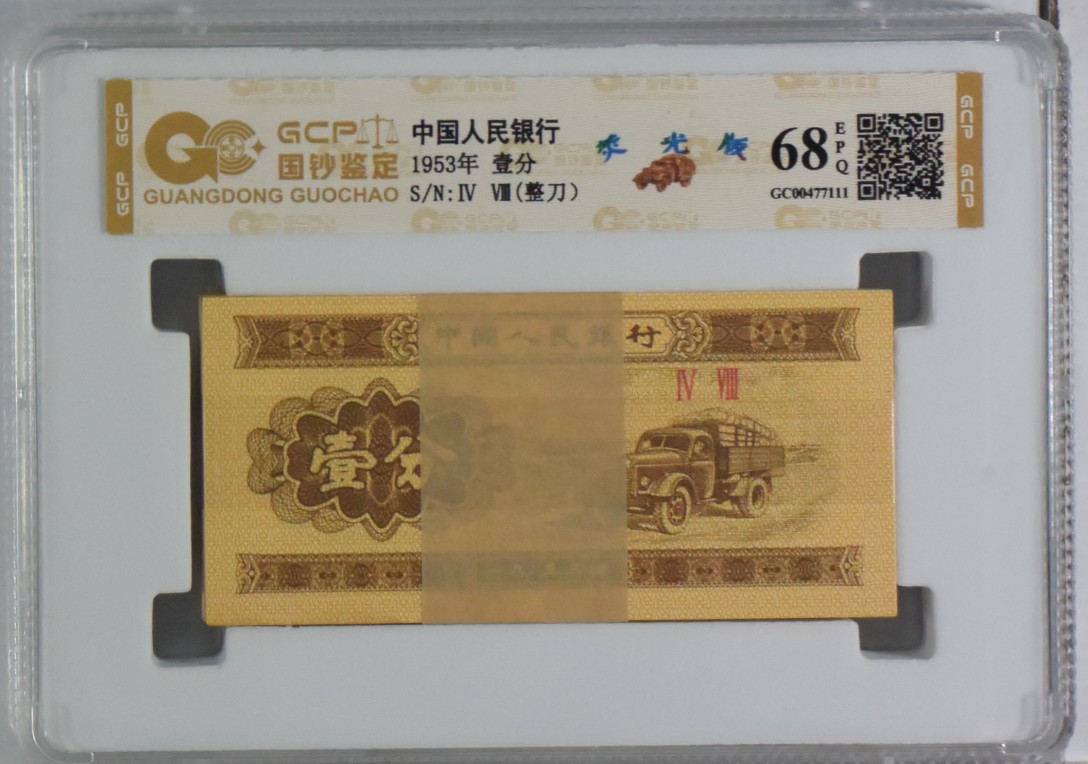 GCP
GCP
GCP
国钞鉴定
GUANGDONG GUOCHAO
中国人民银行
1953年 壹分
S/N:Ⅳ Ⅷ(整刀)
光
68
EPQ
GC00477111
GCP
GCP
中國人民銀行
Ⅳ Ⅷ
壹分